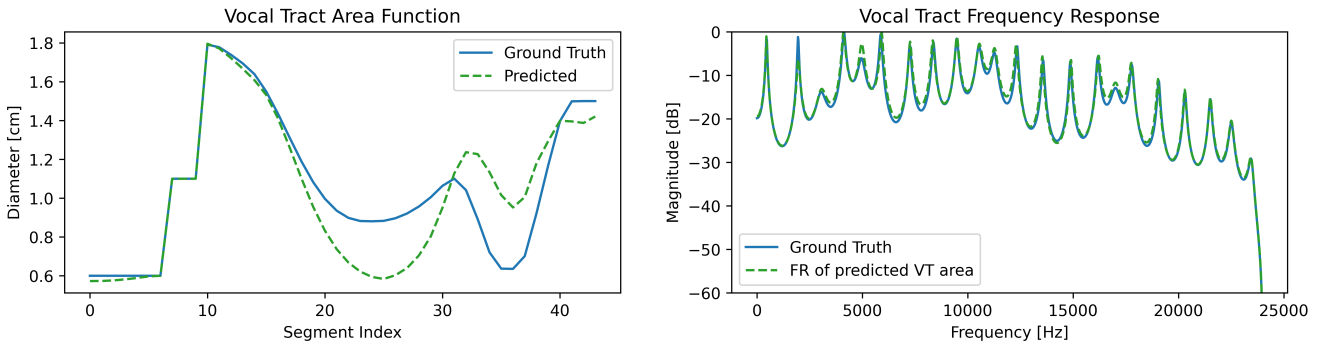 Vocal Tract Area Function
Diameter [cm]
1.8
1.6
1.4
1.2
1.0
0.8
0.6
Ground Truth
Predicted
0 10 20 30 40
Segment Index
Vocal Tract Frequency Response
Magnitude [dB]
0
−10
−20
−30
−40
−50
−60
Ground Truth
FR of predicted VT area
0 5000 10000 15000 20000 25000
Frequency [Hz]